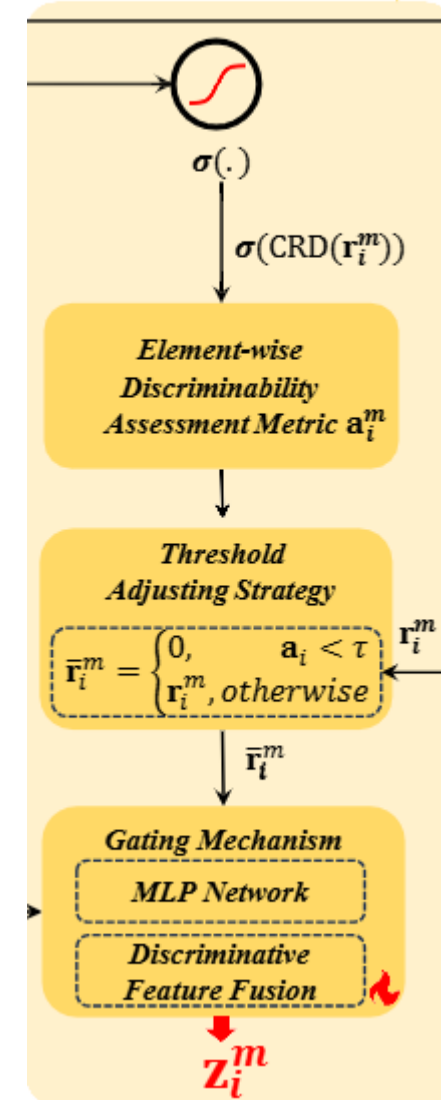 σ(.)
σ(CRD(r_i^m))
Element-wise
Discriminability
Assessment Metric a_i^m
Threshold
Adjusting Strategy
r̄_i^m = {0, a_i < τ
r_i^m, otherwise
r_i^m
r̄_i^m
Gating Mechanism
MLP Network
Discriminative
Feature Fusion
z_i^m